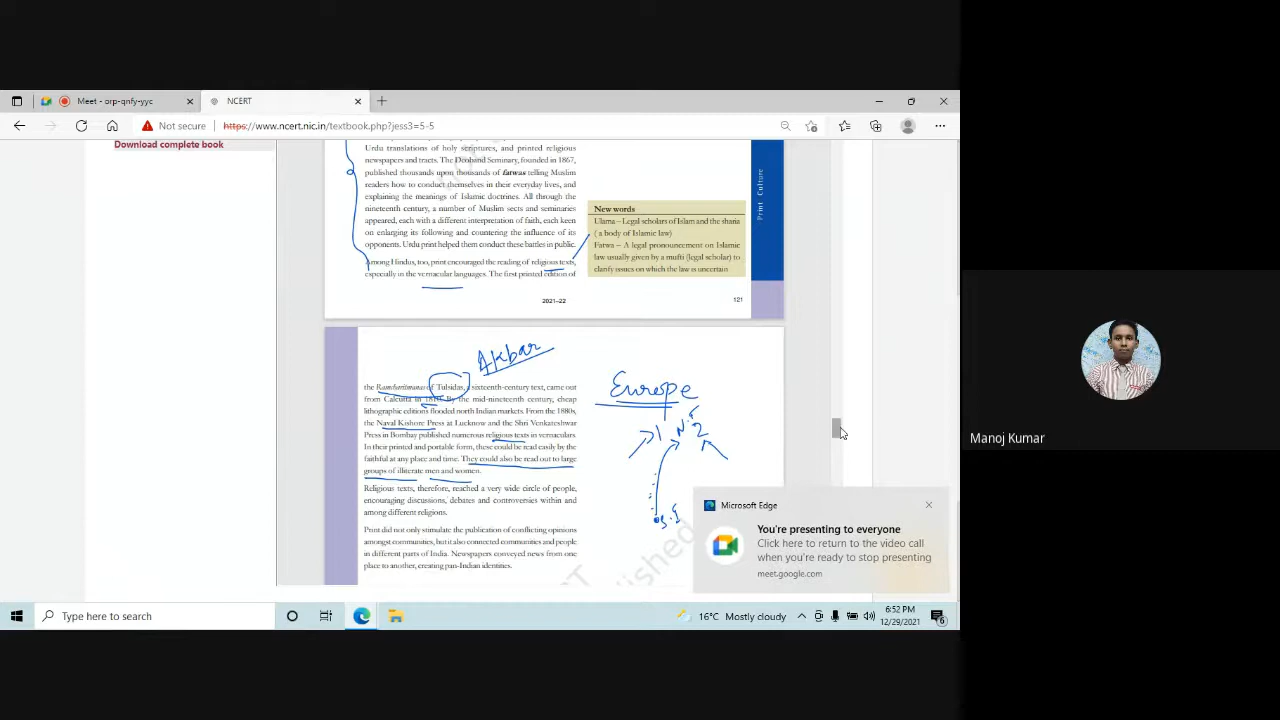 Meet - orp-qnfy-yyc
NCERT
Not secure
https://www.ncert.nic.in/textbook.php?jess3=5-5
Download complete book
Urdu translations of holy scriptures, and printed religious
newspapers and tracts. The Deoband Seminary, founded in 1867,
published thousands upon thousands of fatwas telling Muslim
readers how to conduct themselves in their everyday lives, and
explaining the meanings of Islamic doctrines. All through the
nineteenth century, a number of Muslim sects and seminaries
appeared, each with a different interpretation of faith, each keen
on enlarging its following and countering the influence of its
opponents. Urdu print helped them conduct these battles in public.
Among Hindus, too, print encouraged the reading of religious texts,
especially in the vernacular languages. The first printed edition of
New words
Ulama – Legal scholars of Islam and the sharia
( a body of Islamic law)
Fatwa – A legal pronouncement on Islamic
law usually given by a mufti (legal scholar) to
clarify issues on which the law is uncertain
Print Culture
2021–22
121
Akbar
the Ramcharitmanas of Tulsidas, a sixteenth-century text, came out
from Calcutta in 1810. By the mid-nineteenth century, cheap
lithographic editions flooded north Indian markets. From the 1880s,
the Naval Kishore Press at Lucknow and the Shri Venkateshwar
Press in Bombay published numerous religious texts in vernaculars.
In their printed and portable form, these could be read easily by the
faithful at any place and time. They could also be read out to large
groups of illiterate men and women.
Religious texts, therefore, reached a very wide circle of people,
encouraging discussions, debates and controversies within and
among different religions.
Print did not only stimulate the publication of conflicting opinions
amongst communities, but it also connected communities and people
in different parts of India. Newspapers conveyed news from one
place to another, creating pan-Indian identities.
Europe
1 2
Microsoft Edge
You're presenting to everyone
Click here to return to the video call
when you're ready to stop presenting
meet.google.com
Manoj Kumar
Type here to search
16°C Mostly cloudy
6:52 PM
12/29/2021
6